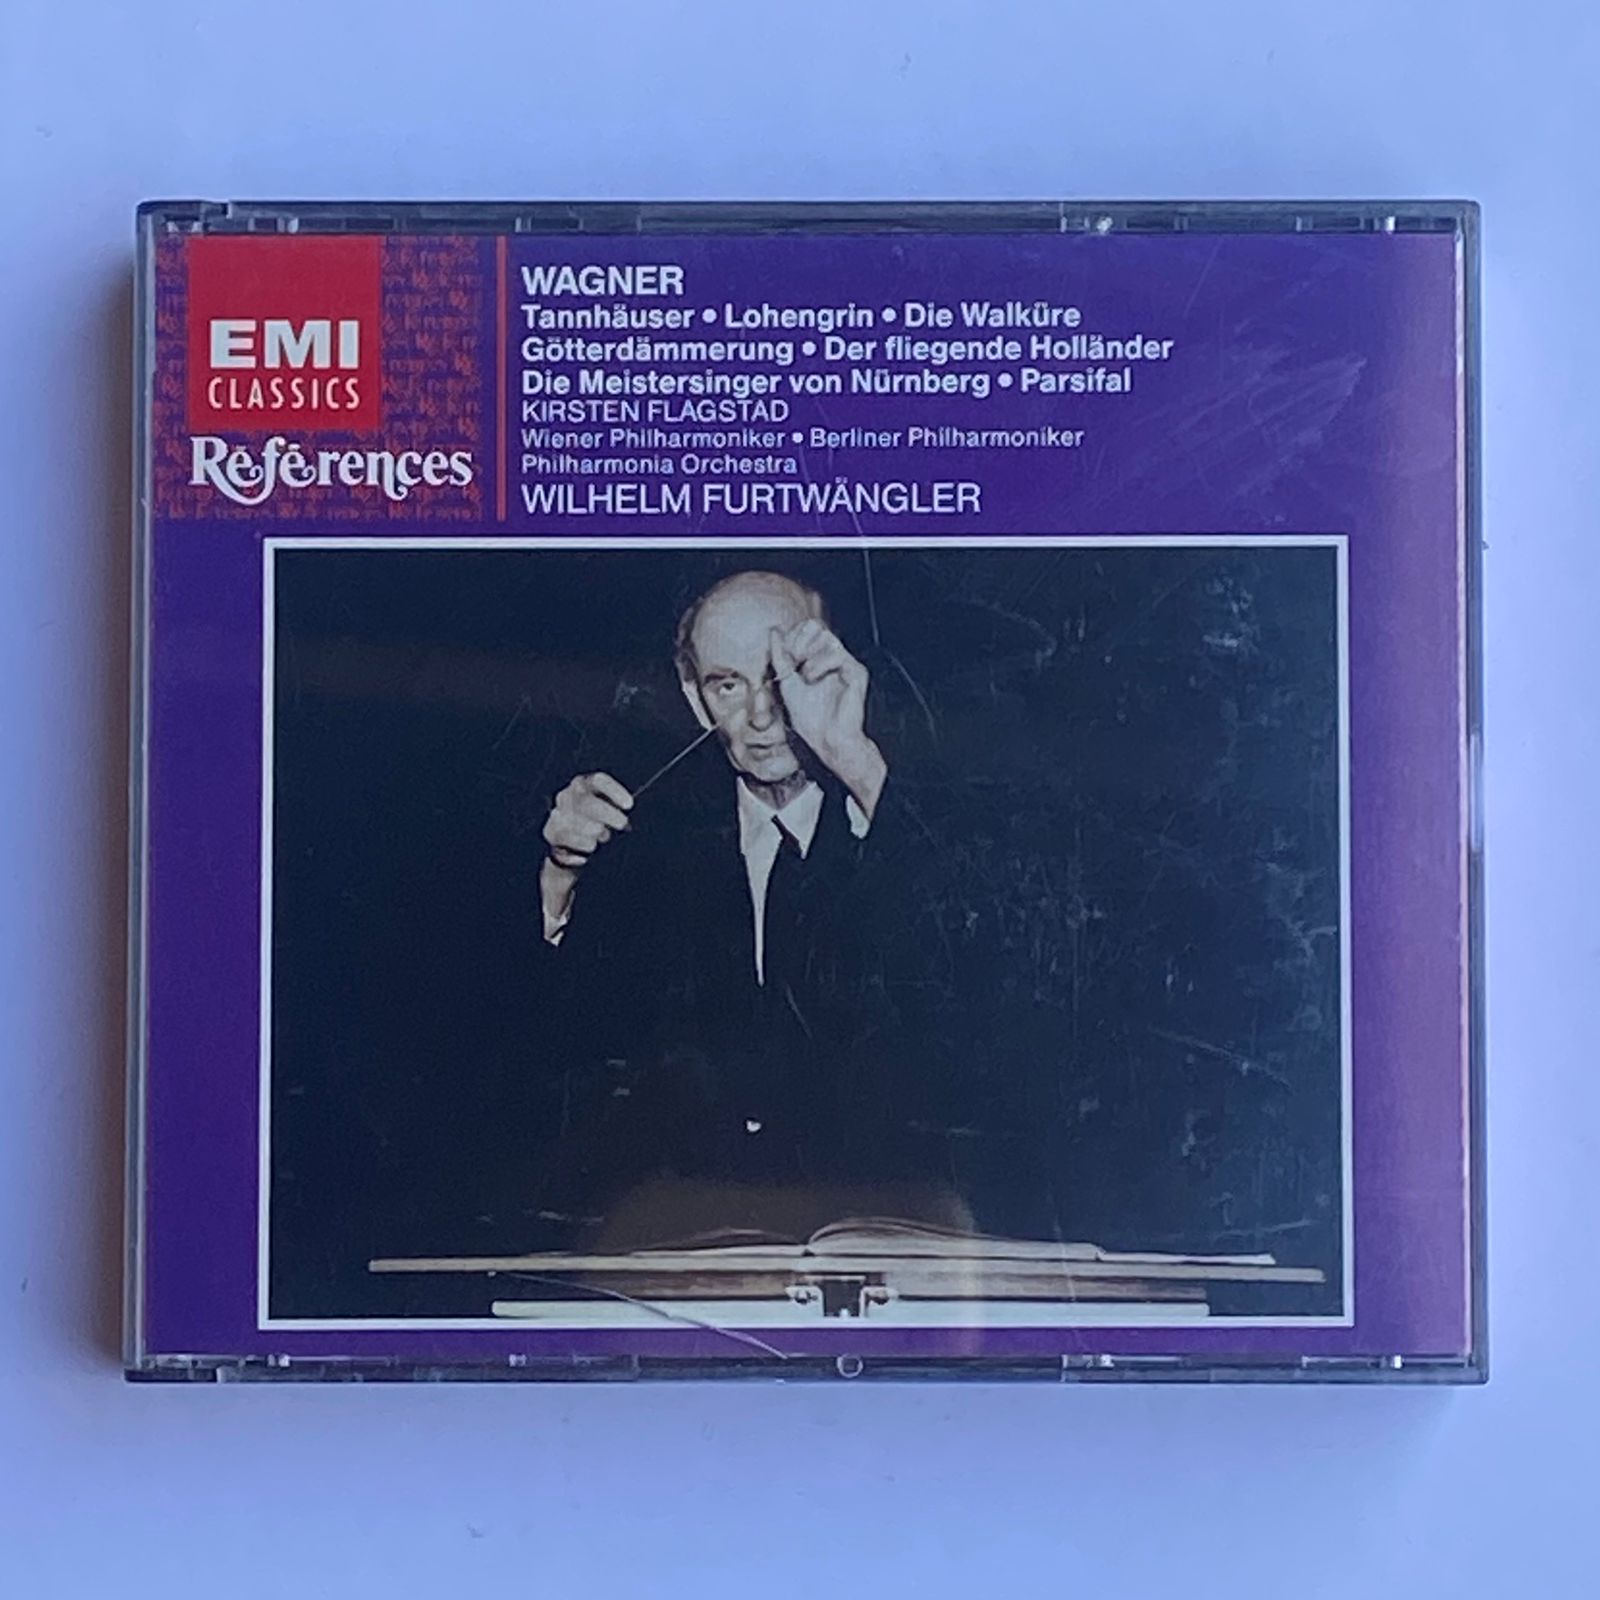 EMI
CLASSICS
Références
WAGNER
Tannhäuser • Lohengrin • Die Walküre
Götterdämmerung • Der fliegende Holländer
Die Meistersinger von Nürnberg • Parsifal
KIRSTEN FLAGSTAD
Wiener Philharmoniker • Berliner Philharmoniker
Philharmonia Orchestra
WILHELM FURTWÄNGLER